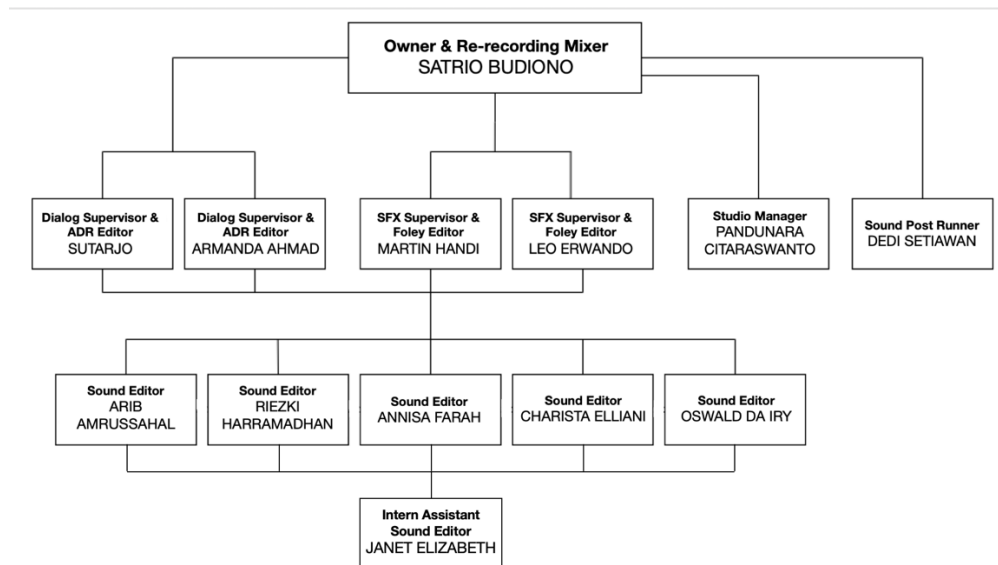 Owner & Re-recording Mixer
SATRIO BUDIONO
Dialog Supervisor &
ADR Editor
SUTARJO
Dialog Supervisor &
ADR Editor
ARMANDA AHMAD
SFX Supervisor &
Foley Editor
MARTIN HANDI
SFX Supervisor &
Foley Editor
LEO ERWANDO
Studio Manager
PANDUNARA
CITARASWANTO
Sound Post Runner
DEDI SETIAWAN
Sound Editor
ARIB
AMRUSSAHAL
Sound Editor
RIEZKI
HARRAMADHAN
Sound Editor
ANNISA FARAH
Sound Editor
CHARISTA ELLIANI
Sound Editor
OSWALD DA IRY
Intern Assistant
Sound Editor
JANET ELIZABETH